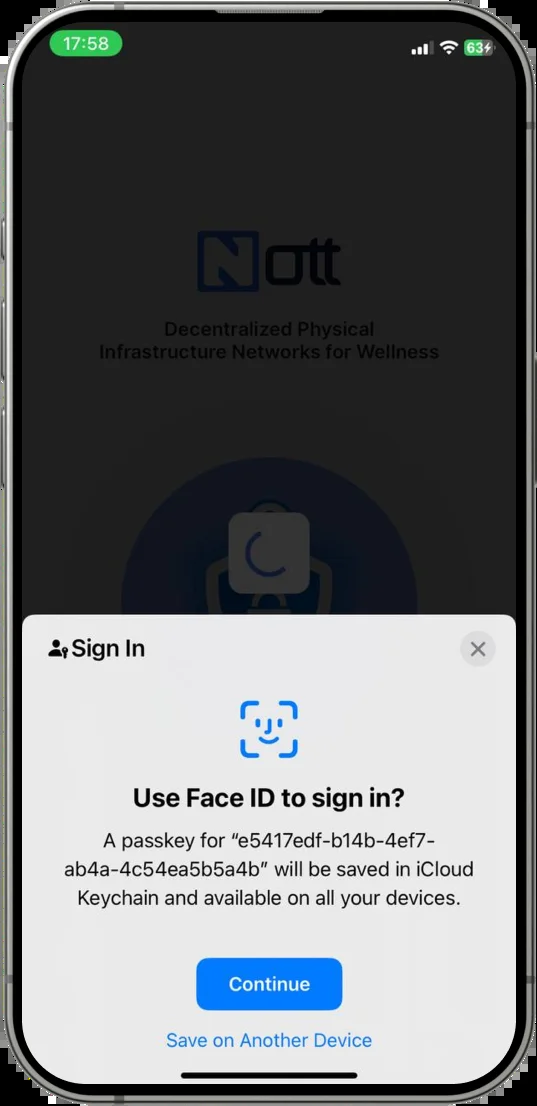 17:58
63
Nott
Decentralized Physical
Infrastructure Networks for Wellness
Sign In
Use Face ID to sign in?
A passkey for “e5417edf-b14b-4ef7-
ab4a-4c54ea5b5a4b” will be saved in iCloud
Keychain and available on all your devices.
Continue
Save on Another Device